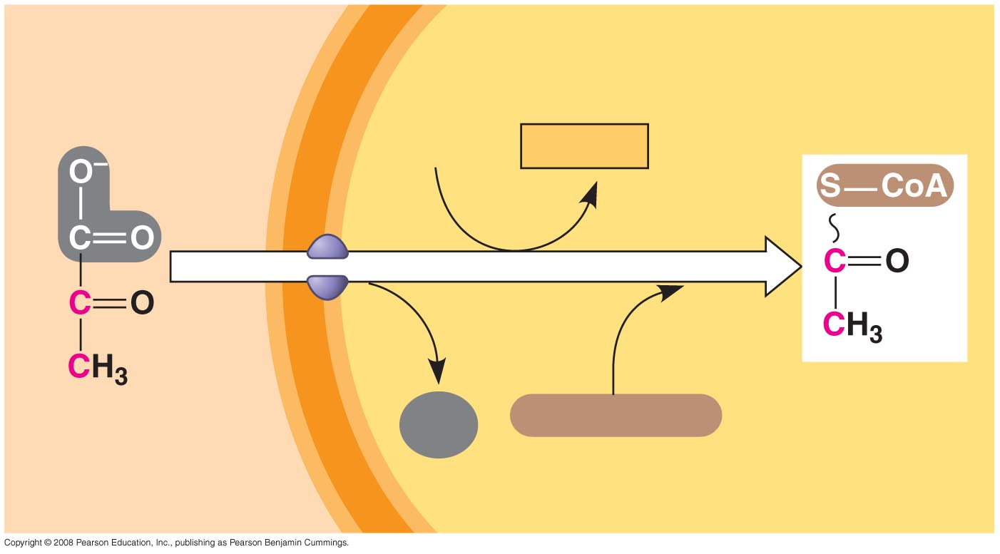 O–
C=O
C=O
CH3
S—CoA
C=O
CH3
Copyright © 2008 Pearson Education, Inc., publishing as Pearson Benjamin Cummings.